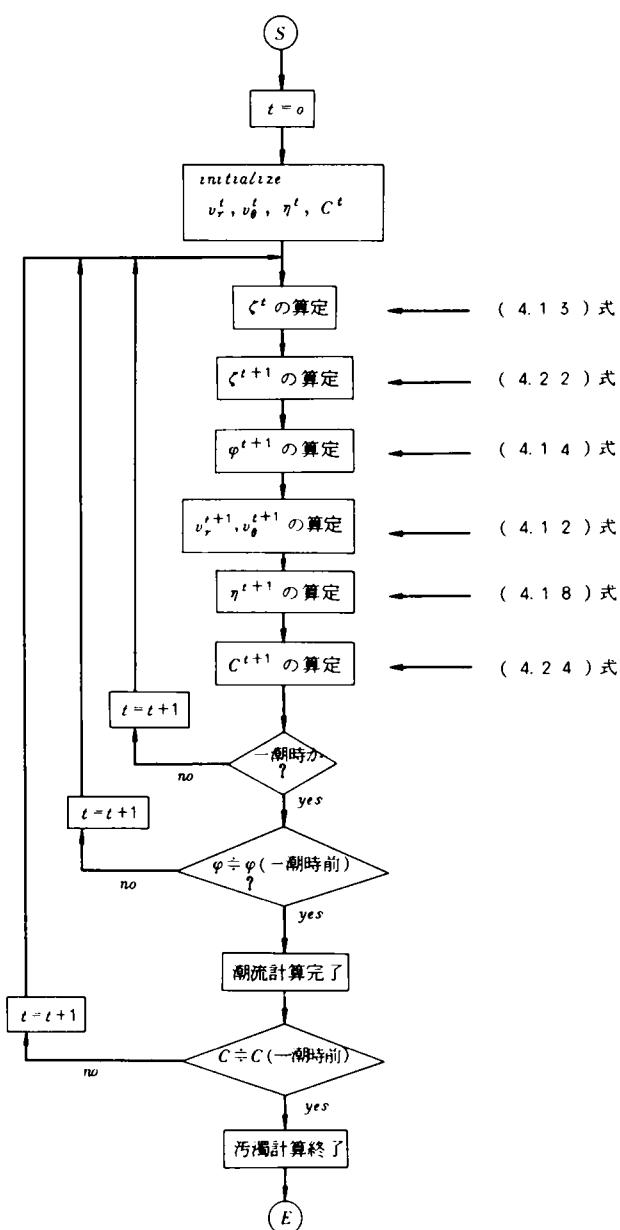 S
t = o
initialize
v_r^t, v_θ^t, η^t, C^t
ζ^t の算定
( 4.1 3 ) 式
ζ^{t+1} の算定
( 4.2 2 ) 式
φ^{t+1} の算定
( 4.1 4 ) 式
v_r^{t+1}, v_θ^{t+1} の算定
( 4.1 2 ) 式
η^{t+1} の算定
( 4.1 8 ) 式
C^{t+1} の算定
( 4.2 4 ) 式
t = t+1
一潮時か
?
no
yes
t = t+1
φ≒φ(一潮時前)
?
no
yes
潮流計算完了
t = t+1
C≒C(一潮時前)
no
yes
汚濁計算終了
E